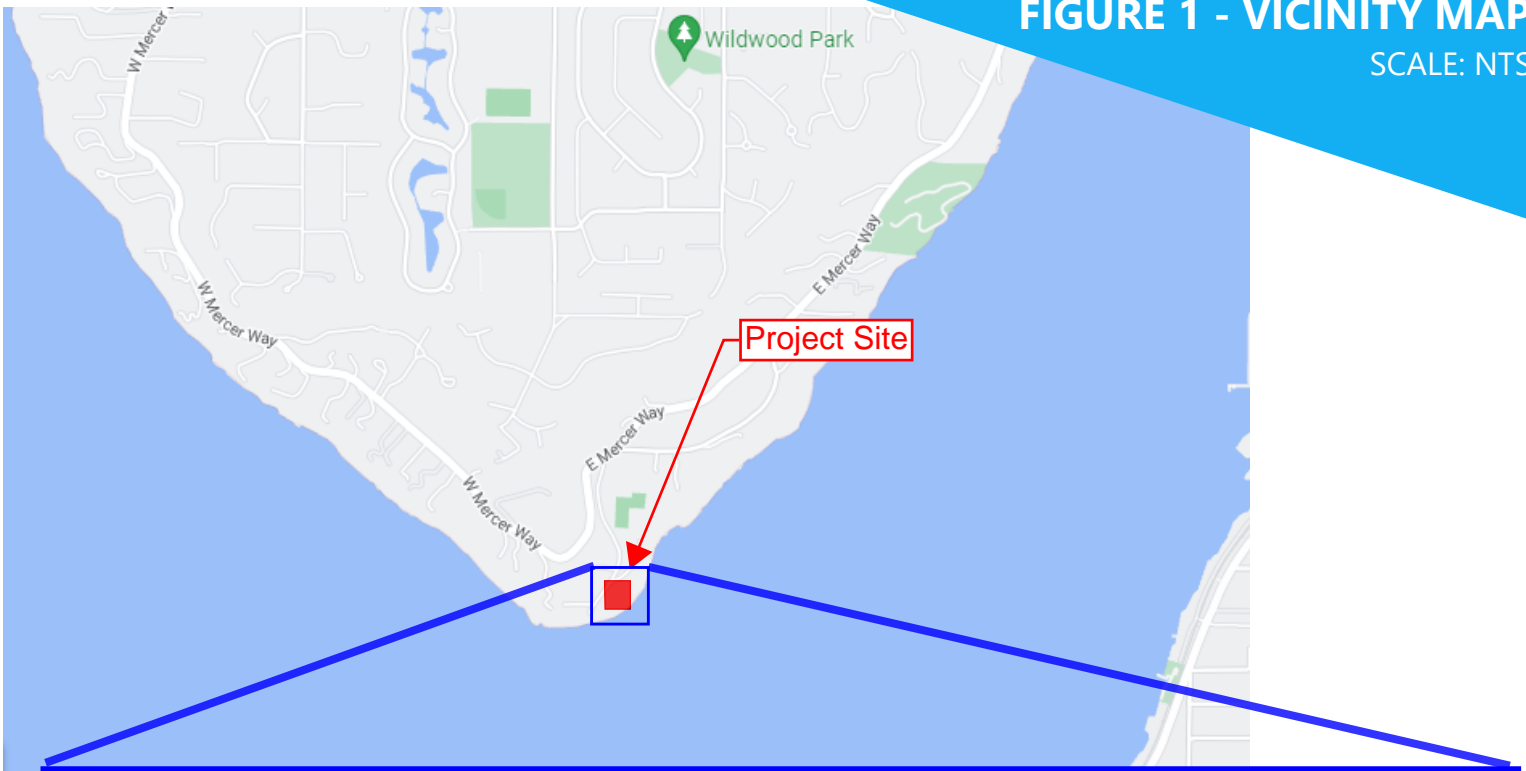 FIGURE 1 - VICINITY MAP
SCALE: NTS
W Mercer
Wildwood Park
E Mercer Way
W Mercer Way
Project Site
E Mercer Way
W Mercer Way